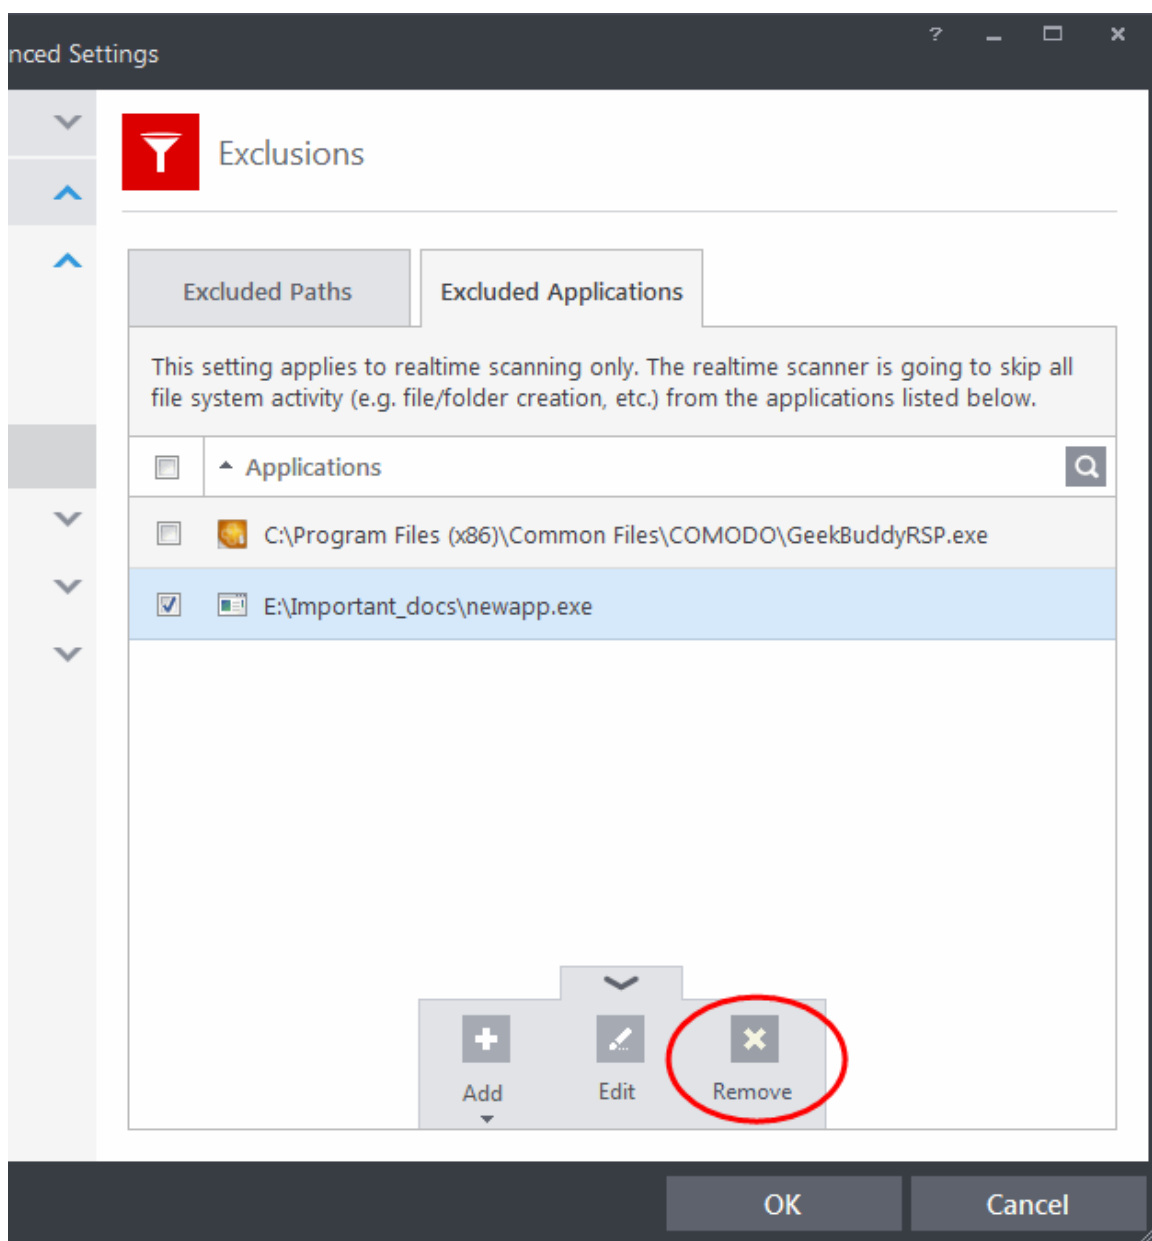 nced Settings
?
Exclusions
Excluded Paths
Excluded Applications
This setting applies to realtime scanning only. The realtime scanner is going to skip all
file system activity (e.g. file/folder creation, etc.) from the applications listed below.
Applications
C:\Program Files (x86)\Common Files\COMODO\GeekBuddyRSP.exe
E:\Important_docs\newapp.exe
Add
Edit
Remove
OK
Cancel